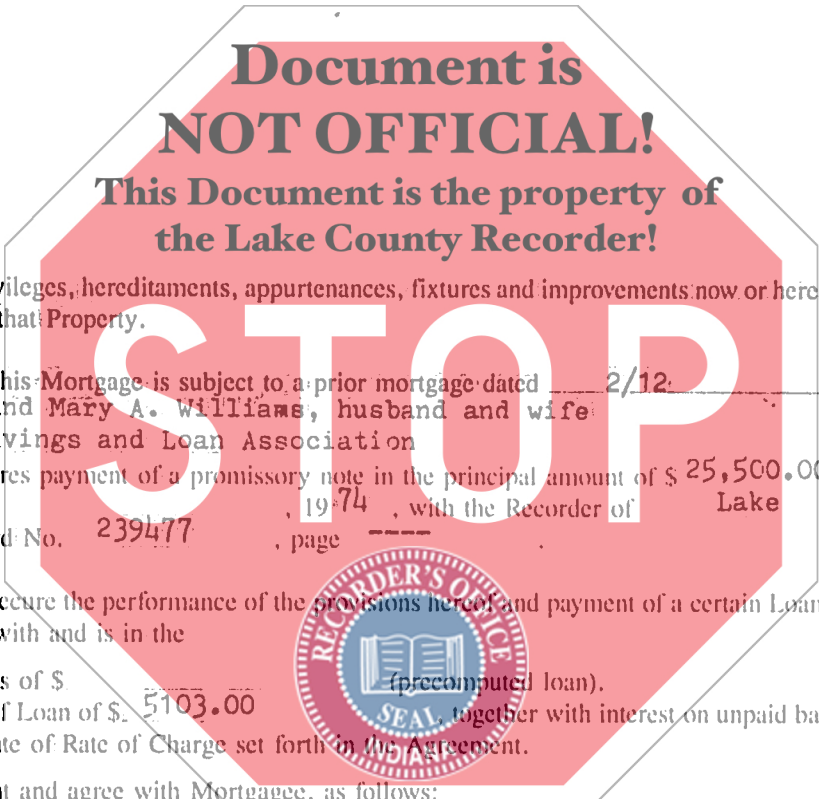 Document is
NOT OFFICIAL!
This Document is the property of
the Lake County Recorder!
vileges, hereditaments, appurtenances, fixtures and improvements now or here
that Property.
STOP
his Mortgage is subject to a prior mortgage dated 2/12
nd Mary A. Williams, husband and wife
vings and Loan Association
res payment of a promissory note in the principal amount of $ 25,500.00
, 19 74 , with the Recorder of Lake
d No. 239477 , page ----
RECORDER'S OFFICE
ecure the performance of the provisions hereof and payment of a certain Loan
with and is in the
s of $ (precomputed loan).
f Loan of $ 5103.00 , together with interest on unpaid ba
SEAL
te of Rate of Charge set forth in the Agreement.
INDIANA
t and agree with Mortgagee, as follows: